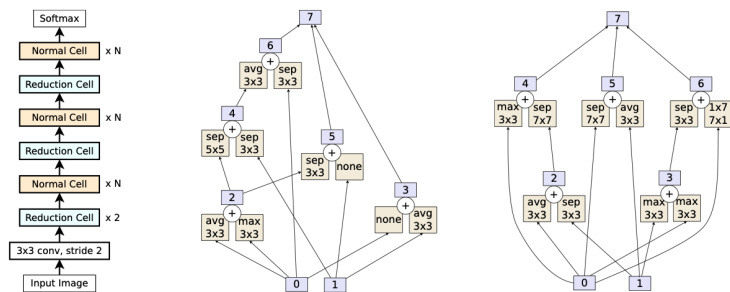 Softmax
Normal Cell x N
Reduction Cell
Normal Cell x N
Reduction Cell
Normal Cell x N
Reduction Cell x 2
3x3 conv, stride 2
Input Image
7
6
+
avg 3x3
sep 3x3
4
+
sep 5x5
sep 3x3
5
+
sep 3x3
none
2
+
avg 3x3
max 3x3
3
+
none
avg 3x3
0
1
7
4
+
max 3x3
sep 7x7
5
+
sep 7x7
avg 3x3
6
+
sep 3x3
1x7 7x1
2
+
avg 3x3
sep 3x3
3
+
max 3x3
max 3x3
0
1